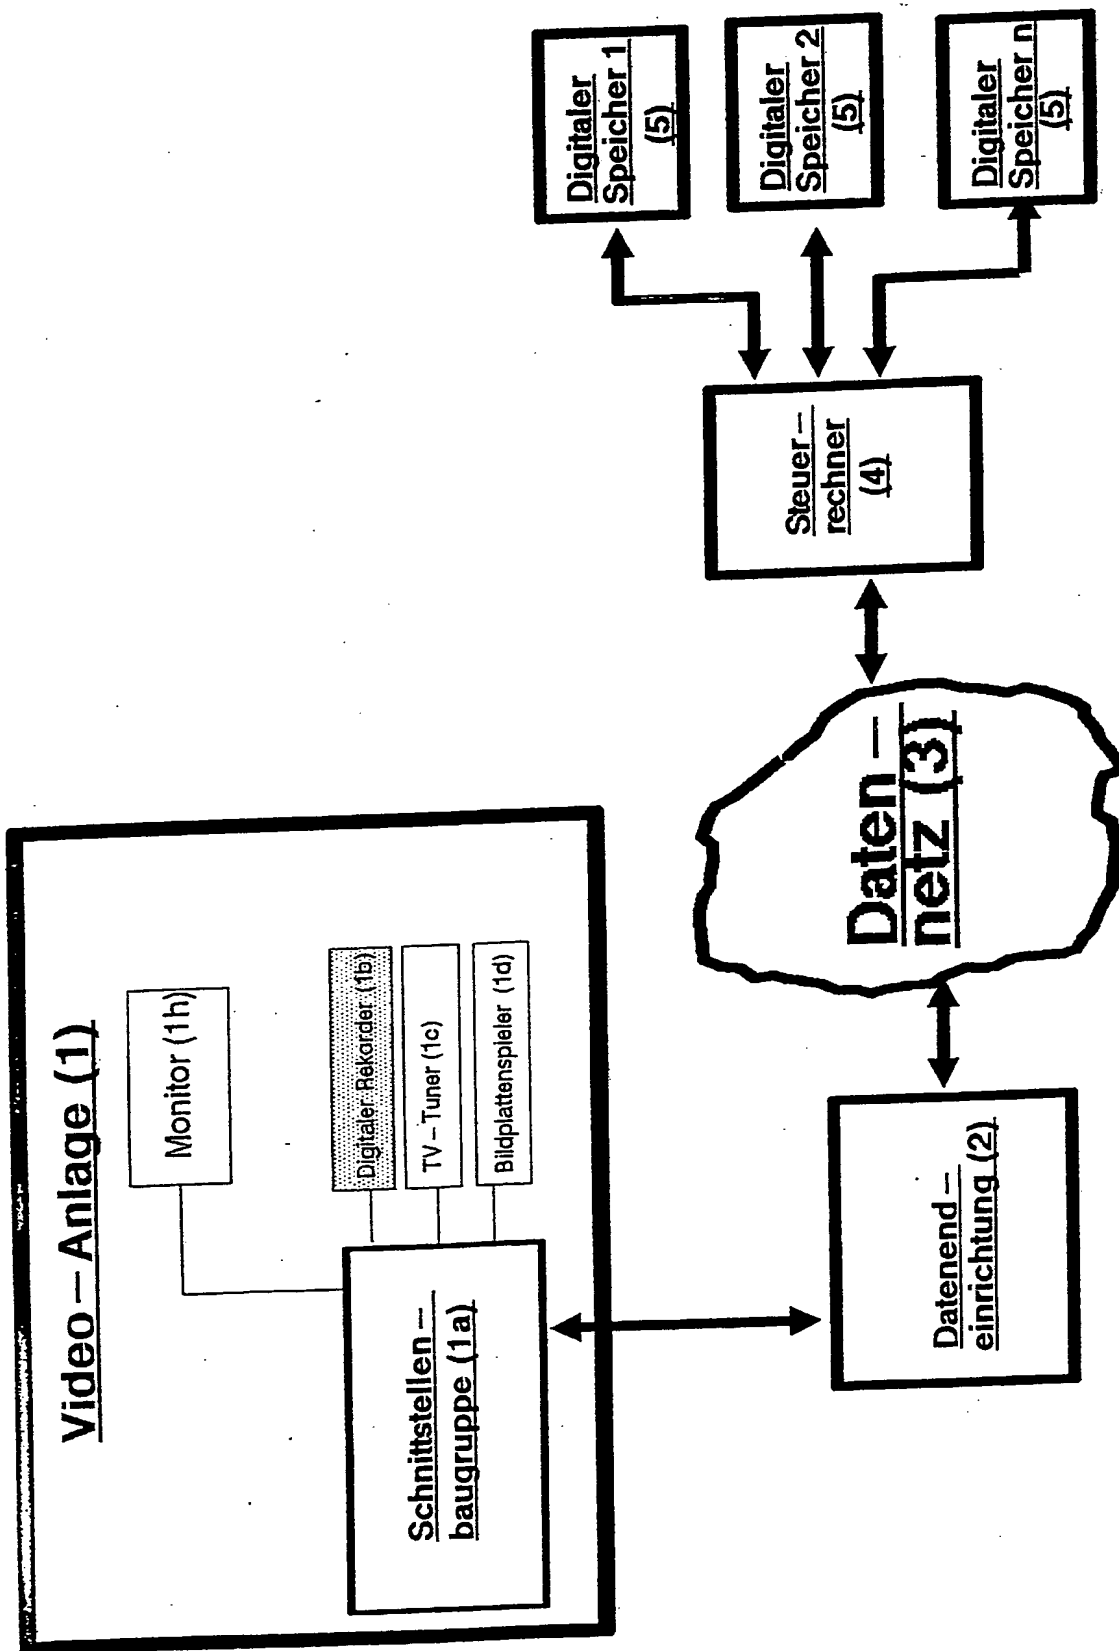 Video-Anlage (1)
Monitor (1h)
Digitaler Rekorder (1b)
TV-Tuner (1c)
Bildplattenspieler (1d)
Schnittstellen-
baugruppe (1a)
Datenend-
einrichtung (2)
Daten-
netz (3)
Steuer-
rechner
(4)
Digitaler
Speicher 1
(5)
Digitaler
Speicher 2
(5)
Digitaler
Speicher n
(5)